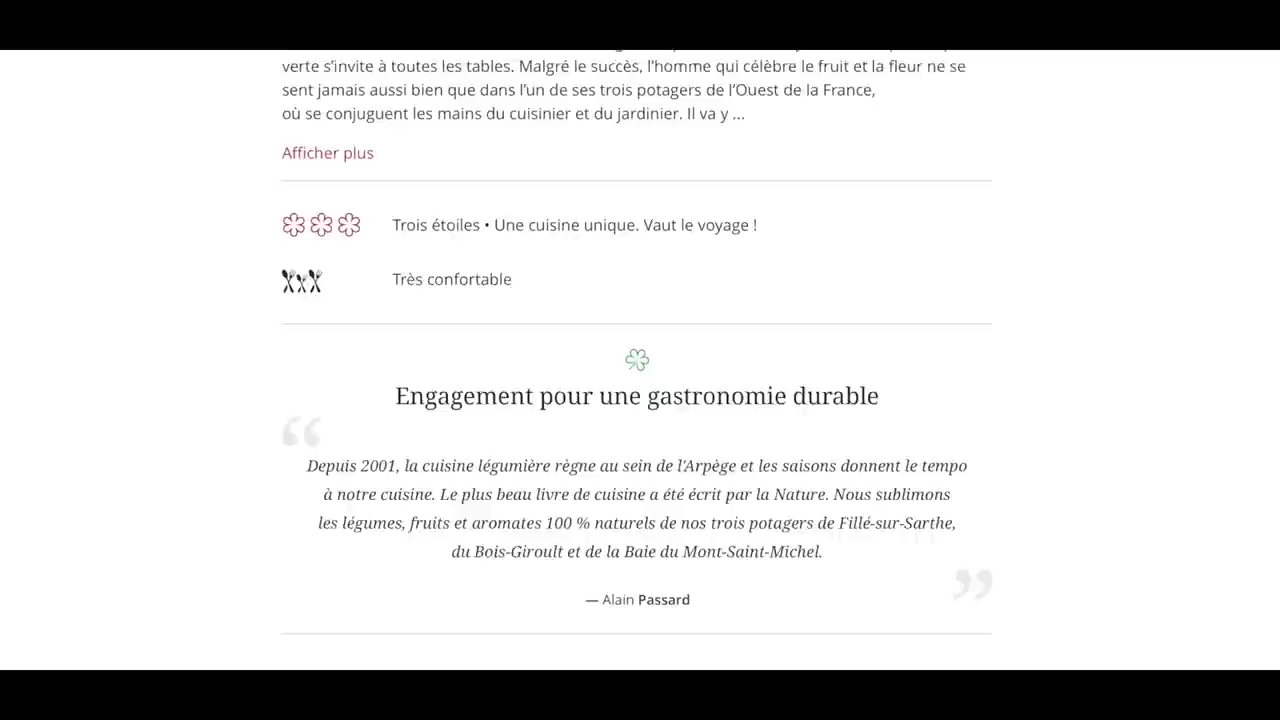 verte s’invite à toutes les tables. Malgré le succès, l’homme qui célèbre le fruit et la fleur ne se
sent jamais aussi bien que dans l’un de ses trois potagers de l’Ouest de la France,
où se conjuguent les mains du cuisinier et du jardinier. Il va y ...
Afficher plus
Trois étoiles • Une cuisine unique. Vaut le voyage !
Très confortable
Engagement pour une gastronomie durable
“
Depuis 2001, la cuisine légumière règne au sein de l'Arpège et les saisons donnent le tempo
à notre cuisine. Le plus beau livre de cuisine a été écrit par la Nature. Nous sublimons
les légumes, fruits et aromates 100 % naturels de nos trois potagers de Fillé-sur-Sarthe,
du Bois-Giroult et de la Baie du Mont-Saint-Michel.
”
— Alain Passard